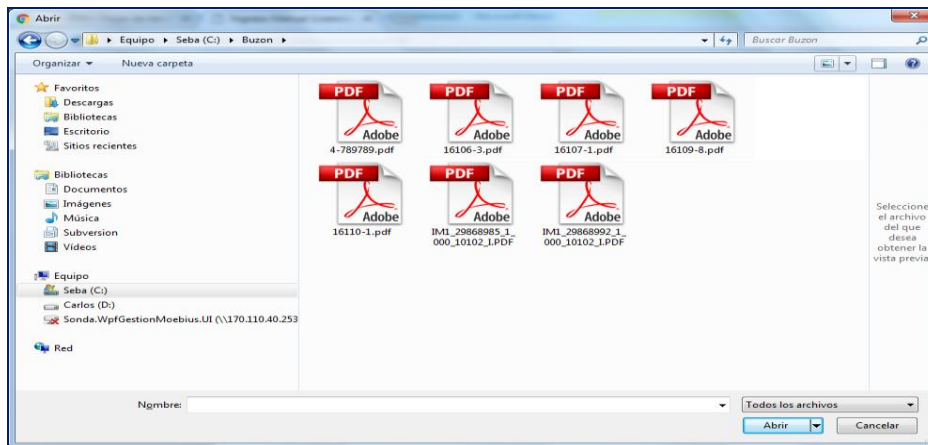 Abrir
Equipo ▸ Seba (C:) ▸ Buzon ▸
Buscar Buzon
Organizar
Nueva carpeta
Favoritos
Descargas
Bibliotecas
Escritorio
Sitios recientes
Bibliotecas
Documentos
Imágenes
Música
Subversion
Vídeos
Equipo
Seba (C:)
Carlos (D:)
Sonda.WpfGestionMoebius.UI (\\170.110.40.253
Red
PDF PDF PDF PDF
Adobe Adobe Adobe Adobe
4-789789.pdf 16106-3.pdf 16107-1.pdf 16109-8.pdf
PDF PDF PDF
Adobe Adobe Adobe
16110-1.pdf IM1_29868985_1_ IM1_29868992_1_
000_10102_I.PDF 000_10102_I.PDF
Seleccione
el archivo
del que
desea
obtener la
vista previa
Nombre:
Todos los archivos
Abrir
Cancelar